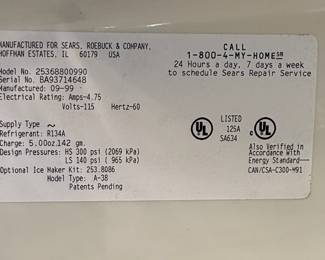 MANUFACTURED FOR SEARS, ROEBUCK & COMPANY,
HOFFMAN ESTATES, IL 60179 USA
Model No. 25368800990
Serial No. BA93714648
Manufactured: 09-99
Electrical Rating: Amps-4.75
Volts-115 Hertz-60
Supply Type ~
Refrigerant: R134A
Charge: 5.00oz.142 gm.
Design Pressures: HS 300 psi (2069 kPa)
LS 140 psi ( 965 kPa)
Optional Ice Maker Kit: 253.8086
Model Type: A-38
Patents Pending
CALL
1-800-4-MY-HOME℠
24 Hours a day, 7 days a week
to schedule Sears Repair Service
UL
LISTED
125A
SA634
UL
Also Verified in
Accordance with
Energy Standard
CAN/CSA-C300-M91